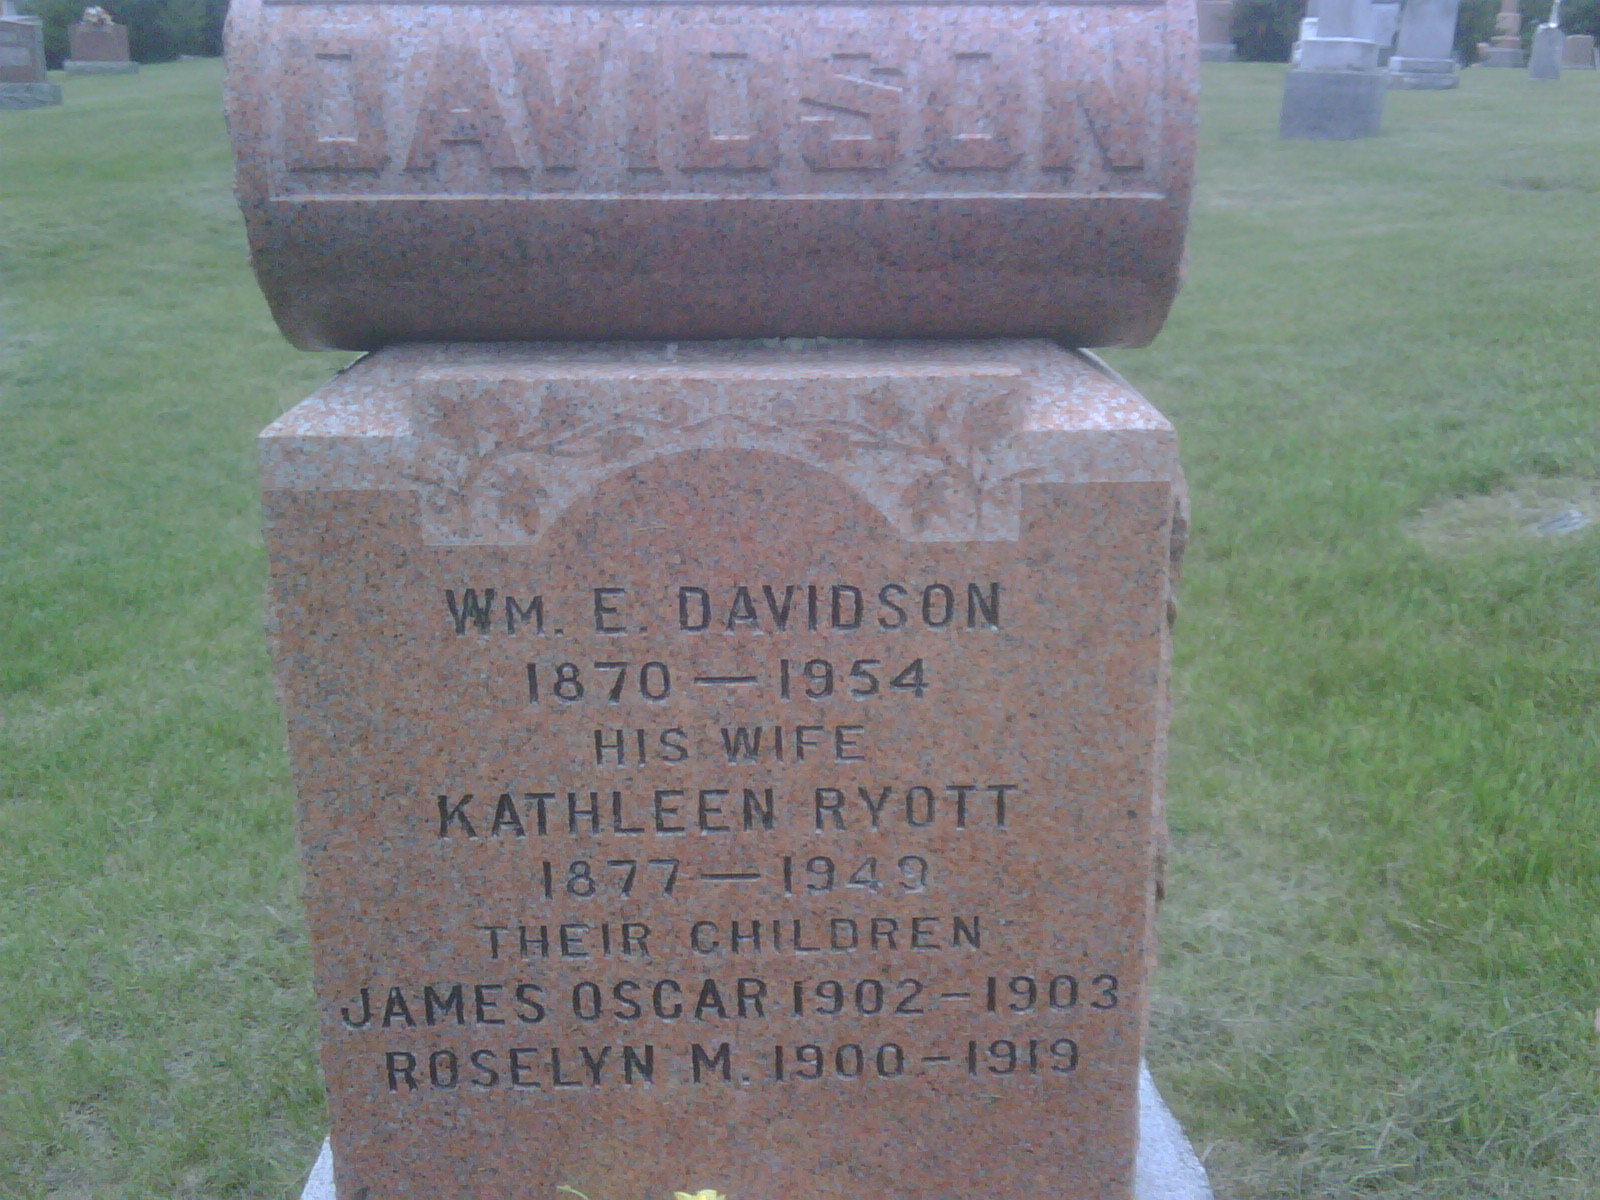 DAVIDSON
WM. E. DAVIDSON
1870 — 1954
HIS WIFE
KATHLEEN RYOTT
1877 — 1949
THEIR CHILDREN
JAMES OSCAR 1902 – 1903
ROSELYN M. 1900 – 1919